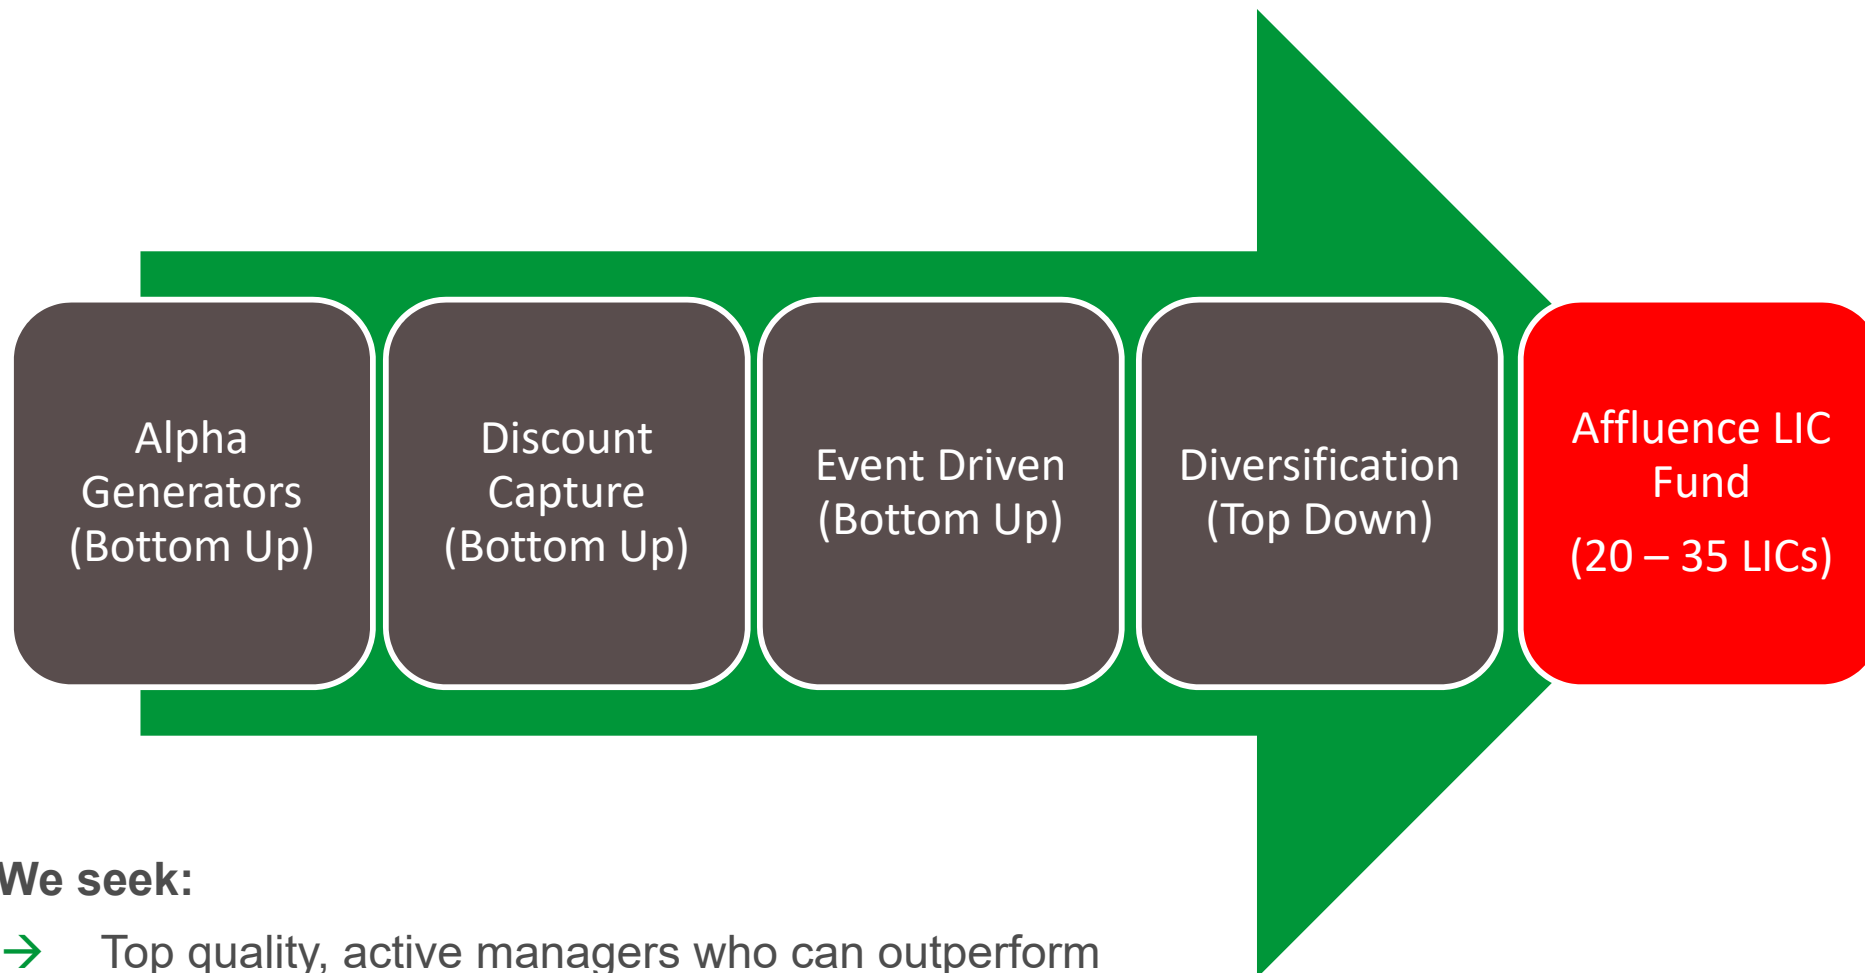 Alpha
Generators
(Bottom Up)
Discount
Capture
(Bottom Up)
Event Driven
(Bottom Up)
Diversification
(Top Down)
Affluence LIC
Fund
(20 – 35 LICs)
We seek:
→ Top quality, active managers who can outperform